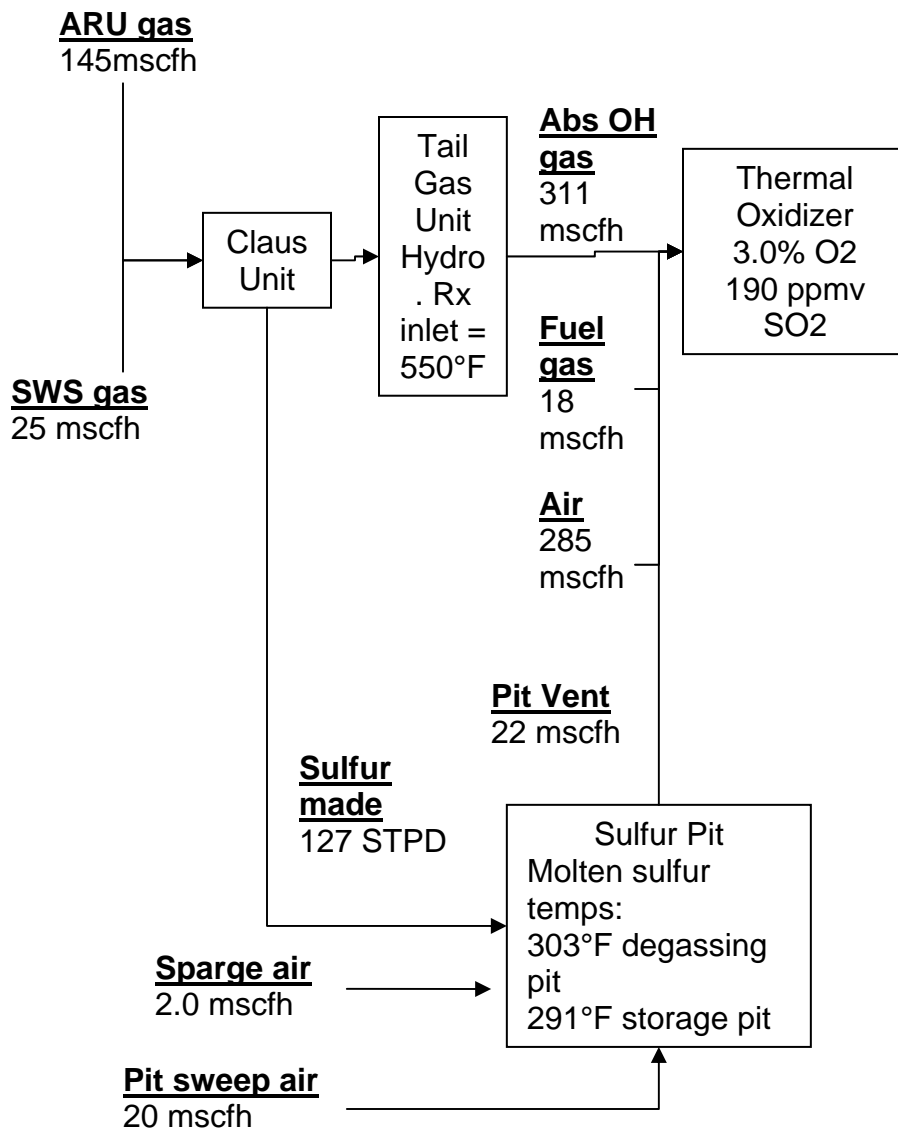 ARU gas
145mscfh
Abs OH
gas
311
mscfh
Tail
Gas
Unit
Hydro
. Rx
inlet =
550°F
Thermal
Oxidizer
3.0% O2
190 ppmv
SO2
Claus
Unit
SWS gas
25 mscfh
Fuel
gas
18
mscfh
Air
285
mscfh
Pit Vent
22 mscfh
Sulfur
made
127 STPD
Sulfur Pit
Molten sulfur
temps:
303°F degassing
pit
291°F storage pit
Sparge air
2.0 mscfh
Pit sweep air
20 mscfh